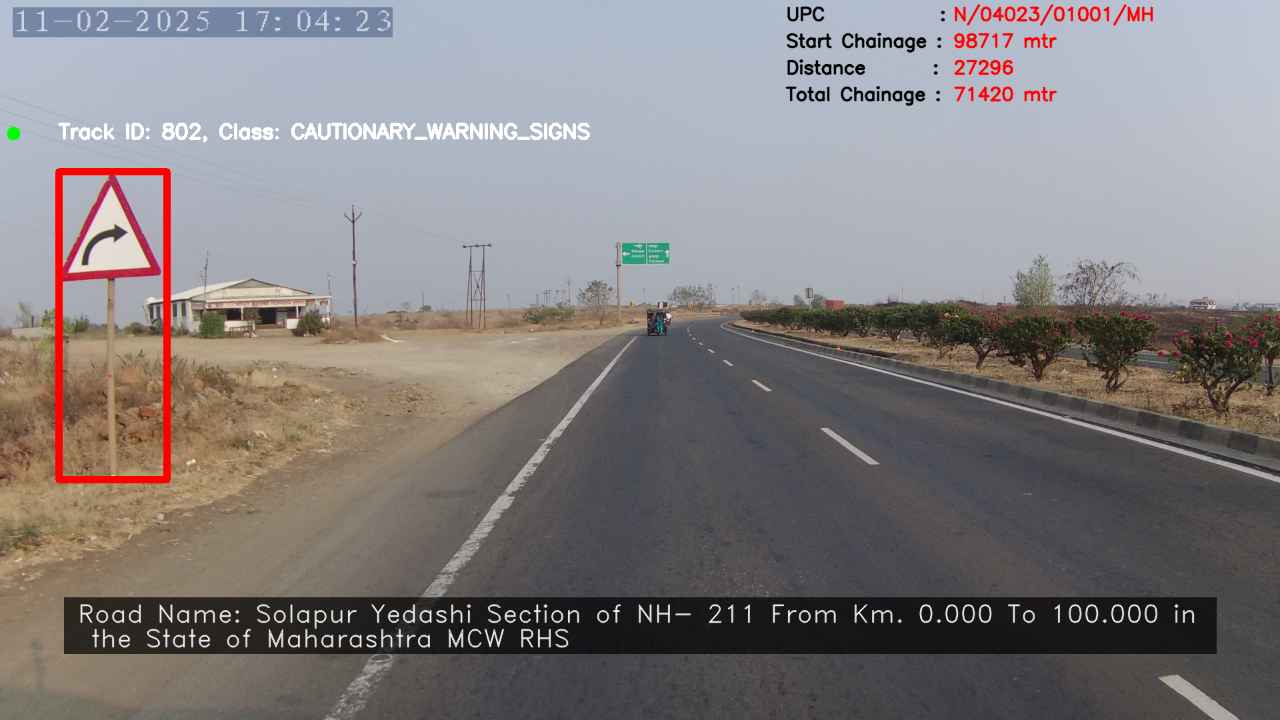 11-02-2025 17:04:23
UPC : N/04023/01001/MH
Start Chainage : 98717 mtr
Distance : 27296
Total Chainage : 71420 mtr
Track ID: 802, Class: CAUTIONARY_WARNING_SIGNS
Road Name: Solapur Yedashi Section of NH- 211 From Km. 0.000 To 100.000 in
the State of Maharashtra MCW RHS